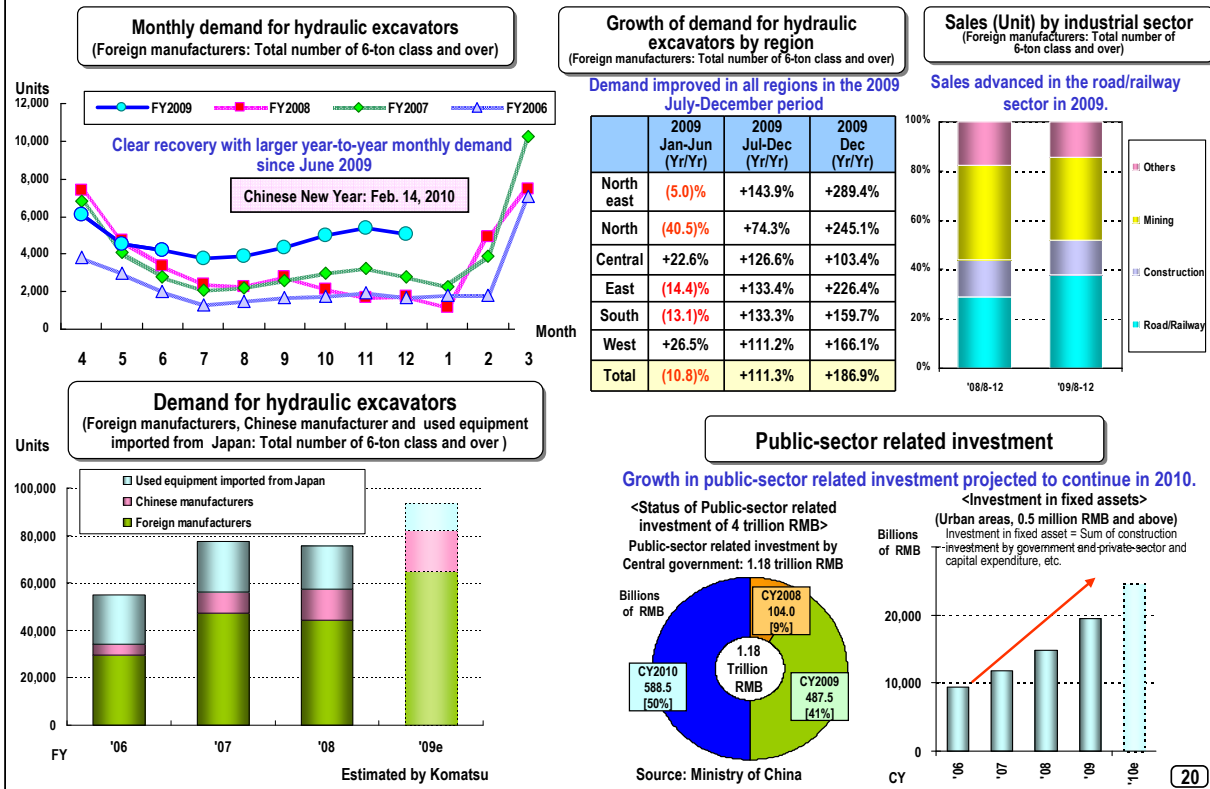 Monthly demand for hydraulic excavators
(Foreign manufacturers: Total number of 6-ton class and over)
Units
12,000
10,000
8,000
6,000
4,000
2,000
0
FY2009 FY2008 FY2007 FY2006
Clear recovery with larger year-to-year monthly demand
since June 2009
Chinese New Year: Feb. 14, 2010
Month
4 5 6 7 8 9 10 11 12 1 2 3
Growth of demand for hydraulic
excavators by region
(Foreign manufacturers: Total number of 6-ton class and over)
Demand improved in all regions in the 2009
July-December period
2009 Jan-Jun (Yr/Yr) 2009 Jul-Dec (Yr/Yr) 2009 Dec (Yr/Yr)
North east (5.0)% +143.9% +289.4%
North (40.5)% +74.3% +245.1%
Central +22.6% +126.6% +103.4%
East (14.4)% +133.4% +226.4%
South (13.1)% +133.3% +159.7%
West +26.5% +111.2% +166.1%
Total (10.8)% +111.3% +186.9%
Sales (Unit) by industrial sector
(Foreign manufacturers: Total number of
6-ton class and over)
Sales advanced in the road/railway
sector in 2009.
100%
80%
60%
40%
20%
0%
'08/8-12 '09/8-12
Others
Mining
Construction
Road/Railway
Demand for hydraulic excavators
(Foreign manufacturers, Chinese manufacturer and used equipment
imported from Japan: Total number of 6-ton class and over )
Units
Used equipment imported from Japan
Chinese manufacturers
Foreign manufacturers
100,000
80,000
60,000
40,000
20,000
0
FY '06 '07 '08 '09e
Estimated by Komatsu
Public-sector related investment
Growth in public-sector related investment projected to continue in 2010.
<Status of Public-sector related
investment of 4 trillion RMB>
Public-sector related investment by
Central government: 1.18 trillion RMB
Billions
of RMB
CY2008
104.0
[9%]
1.18
Trillion
RMB
CY2010
588.5
[50%]
CY2009
487.5
[41%]
Source: Ministry of China
<Investment in fixed assets>
(Urban areas, 0.5 million RMB and above)
Billions
of RMB
Investment in fixed asset = Sum of construction
investment by government and private-sector and
capital expenditure, etc.
20,000
10,000
0
CY '06 '07 '08 '09 '10e
20